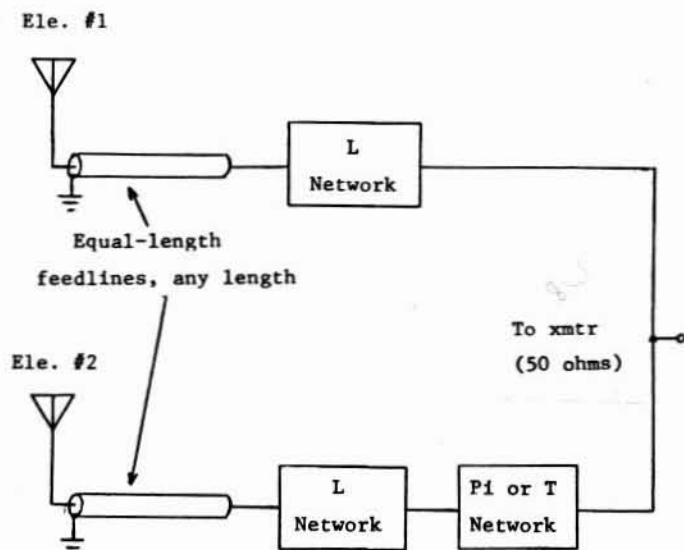 Ele. #1
L
Network
Equal-length
feedlines, any length
To xmtr
(50 ohms)
Ele. #2
L
Network
Pi or T
Network